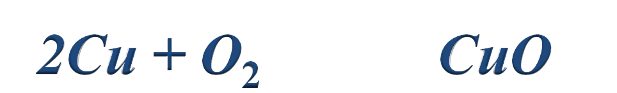 2Cu + O₂ CuO